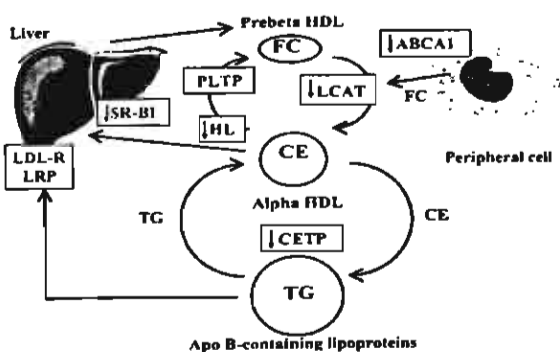 Liver
Prebeta HDL
FC
↓ABCA1
PLTP
↓LCAT
FC
↓SR-BI
↓HL
CE
LDL-R
LRP
Peripheral cell
Alpha HDL
TG
CE
↓CETP
TG
Apo B-containing lipoproteins